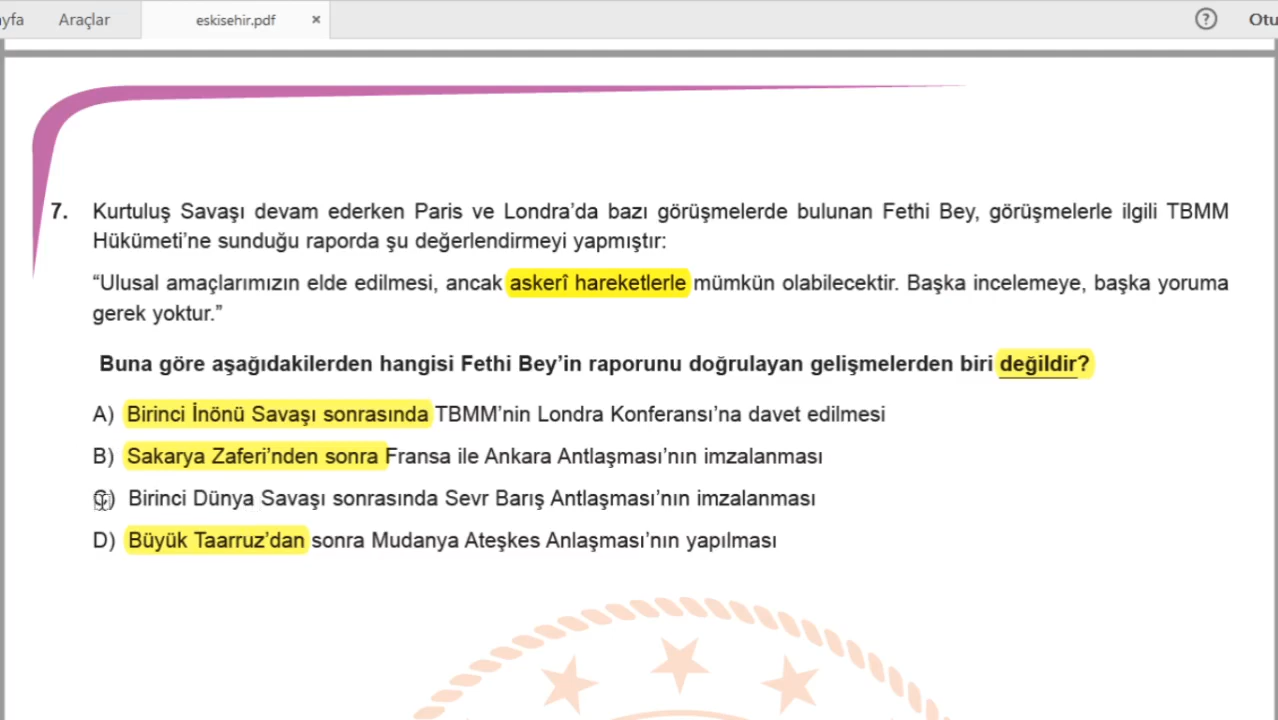 ayfa Araçlar eskisehir.pdf × ? Otu
7. Kurtuluş Savaşı devam ederken Paris ve Londra’da bazı görüşmelerde bulunan Fethi Bey, görüşmelerle ilgili TBMM
Hükümeti’ne sunduğu raporda şu değerlendirmeyi yapmıştır:
“Ulusal amaçlarımızın elde edilmesi, ancak askerî hareketlerle mümkün olabilecektir. Başka incelemeye, başka yoruma
gerek yoktur.”
Buna göre aşağıdakilerden hangisi Fethi Bey’in raporunu doğrulayan gelişmelerden biri değildir?
A) Birinci İnönü Savaşı sonrasında TBMM’nin Londra Konferansı’na davet edilmesi
B) Sakarya Zaferi’nden sonra Fransa ile Ankara Antlaşması’nın imzalanması
C) Birinci Dünya Savaşı sonrasında Sevr Barış Antlaşması’nın imzalanması
D) Büyük Taarruz’dan sonra Mudanya Ateşkes Anlaşması’nın yapılması